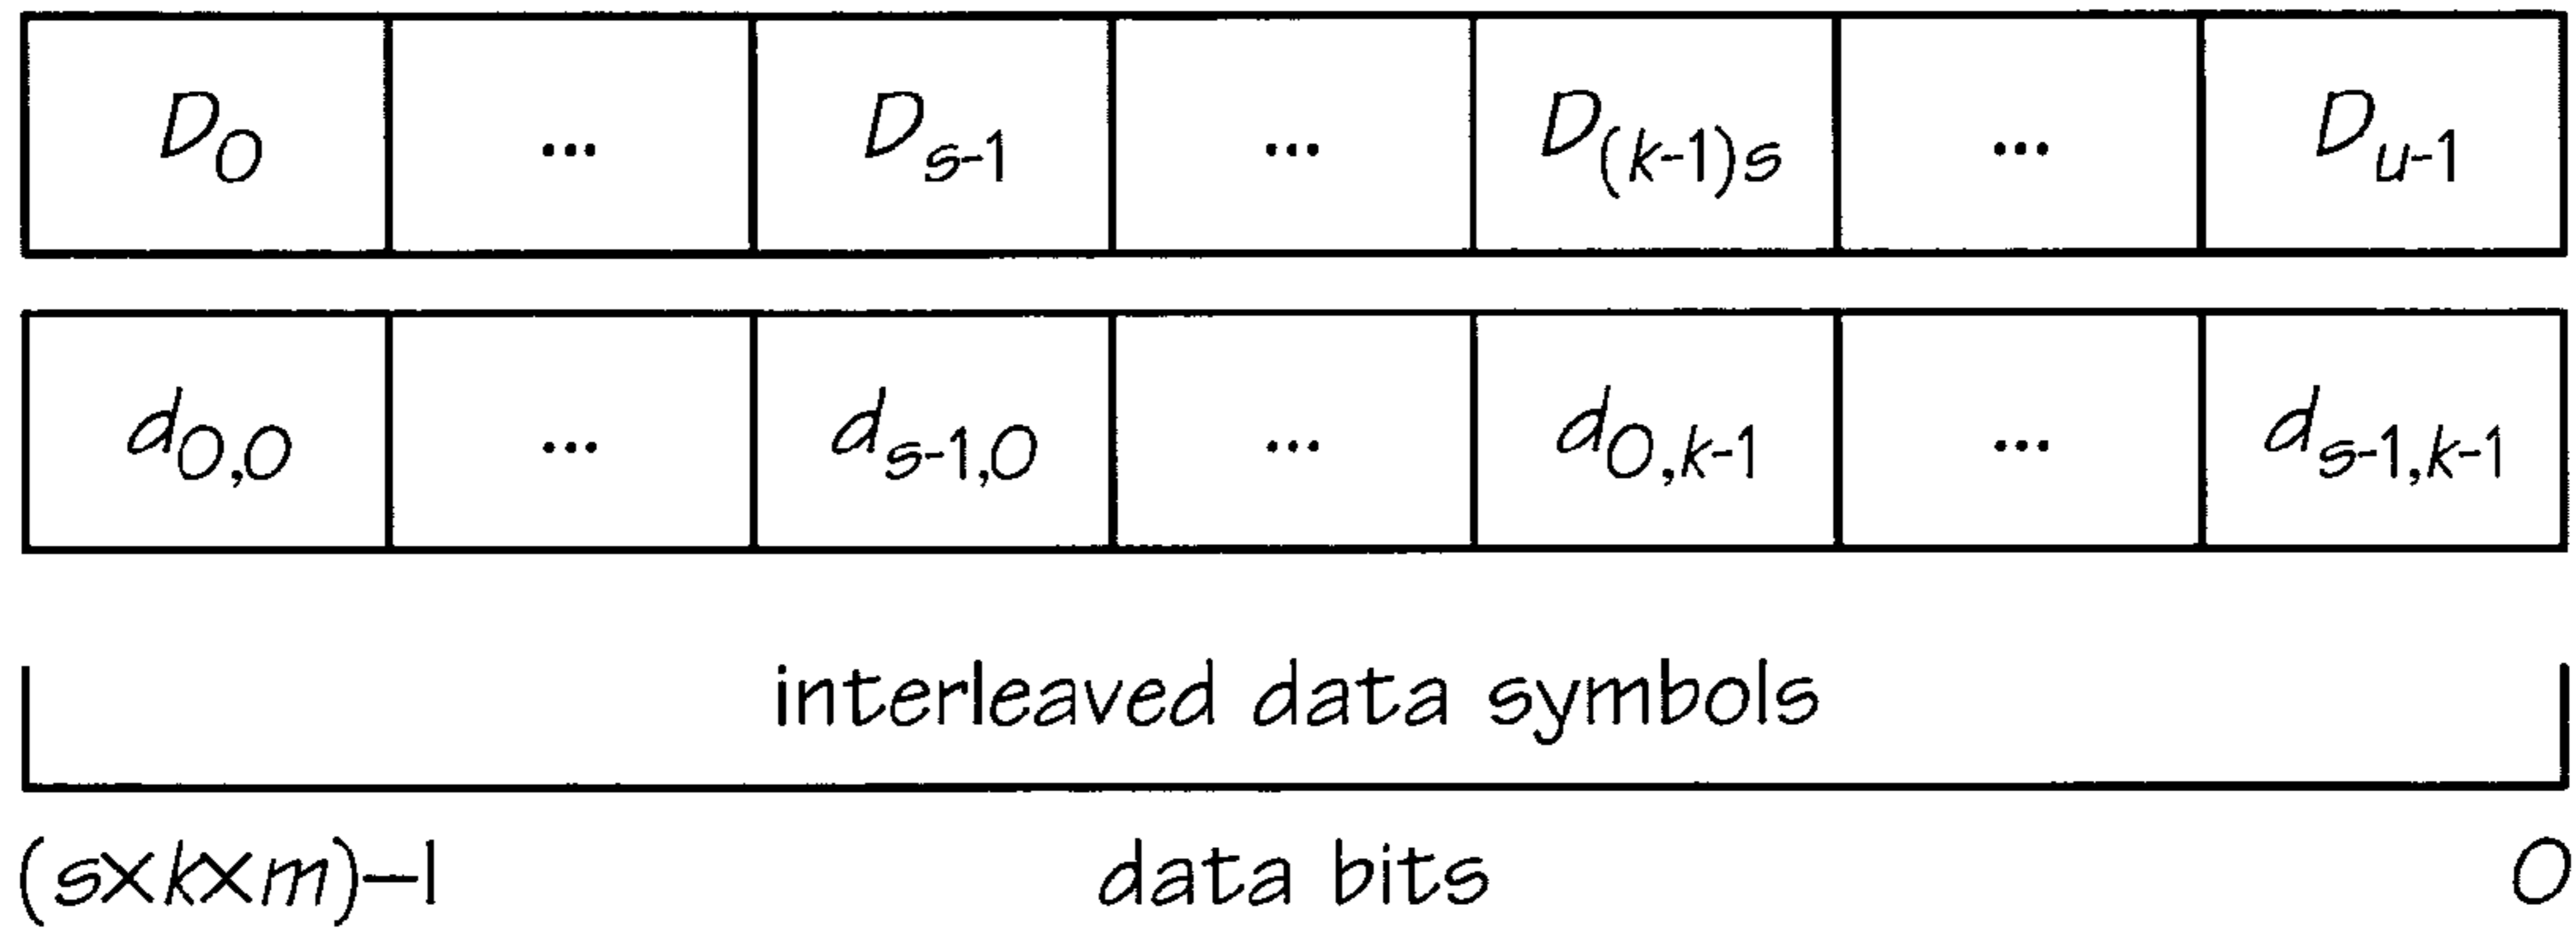 D0 ... Ds-1 ... D(k-1)s ... Du-1
d0,0 ... ds-1,0 ... d0,k-1 ... ds-1,k-1
interleaved data symbols
(s×k×m)–1 data bits 0